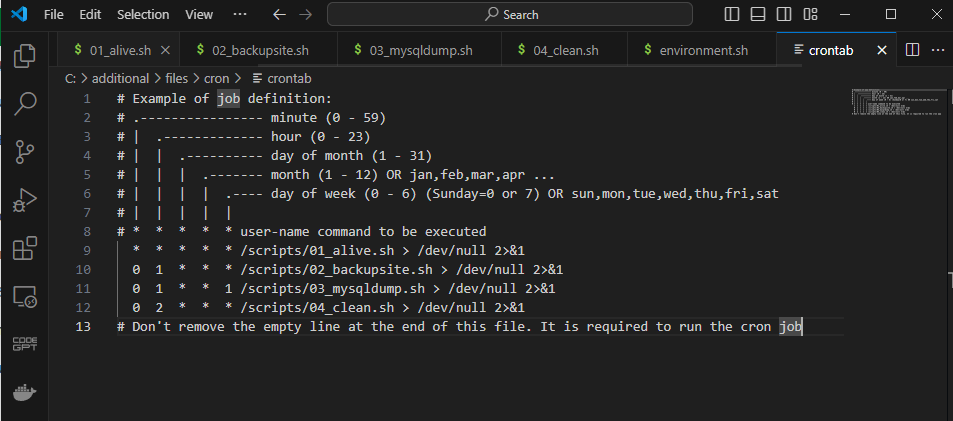 File Edit Selection View ··· Search
$ 01_alive.sh $ 02_backupsite.sh $ 03_mysqldump.sh $ 04_clean.sh $ environment.sh crontab
C: > additional > files > cron > crontab
1 # Example of job definition:
2 # .---------------- minute (0 - 59)
3 # |  .------------- hour (0 - 23)
4 # |  |  .---------- day of month (1 - 31)
5 # |  |  |  .------- month (1 - 12) OR jan,feb,mar,apr ...
6 # |  |  |  |  .---- day of week (0 - 6) (Sunday=0 or 7) OR sun,mon,tue,wed,thu,fri,sat
7 # |  |  |  |  |
8 # *  *  *  *  * user-name command to be executed
9   *  *  *  *  * /scripts/01_alive.sh > /dev/null 2>&1
10   0  1  *  *  * /scripts/02_backupsite.sh > /dev/null 2>&1
11   0  1  *  *  1 /scripts/03_mysqldump.sh > /dev/null 2>&1
12   0  2  *  *  * /scripts/04_clean.sh > /dev/null 2>&1
13 # Don't remove the empty line at the end of this file. It is required to run the cron job
CODE
GPT